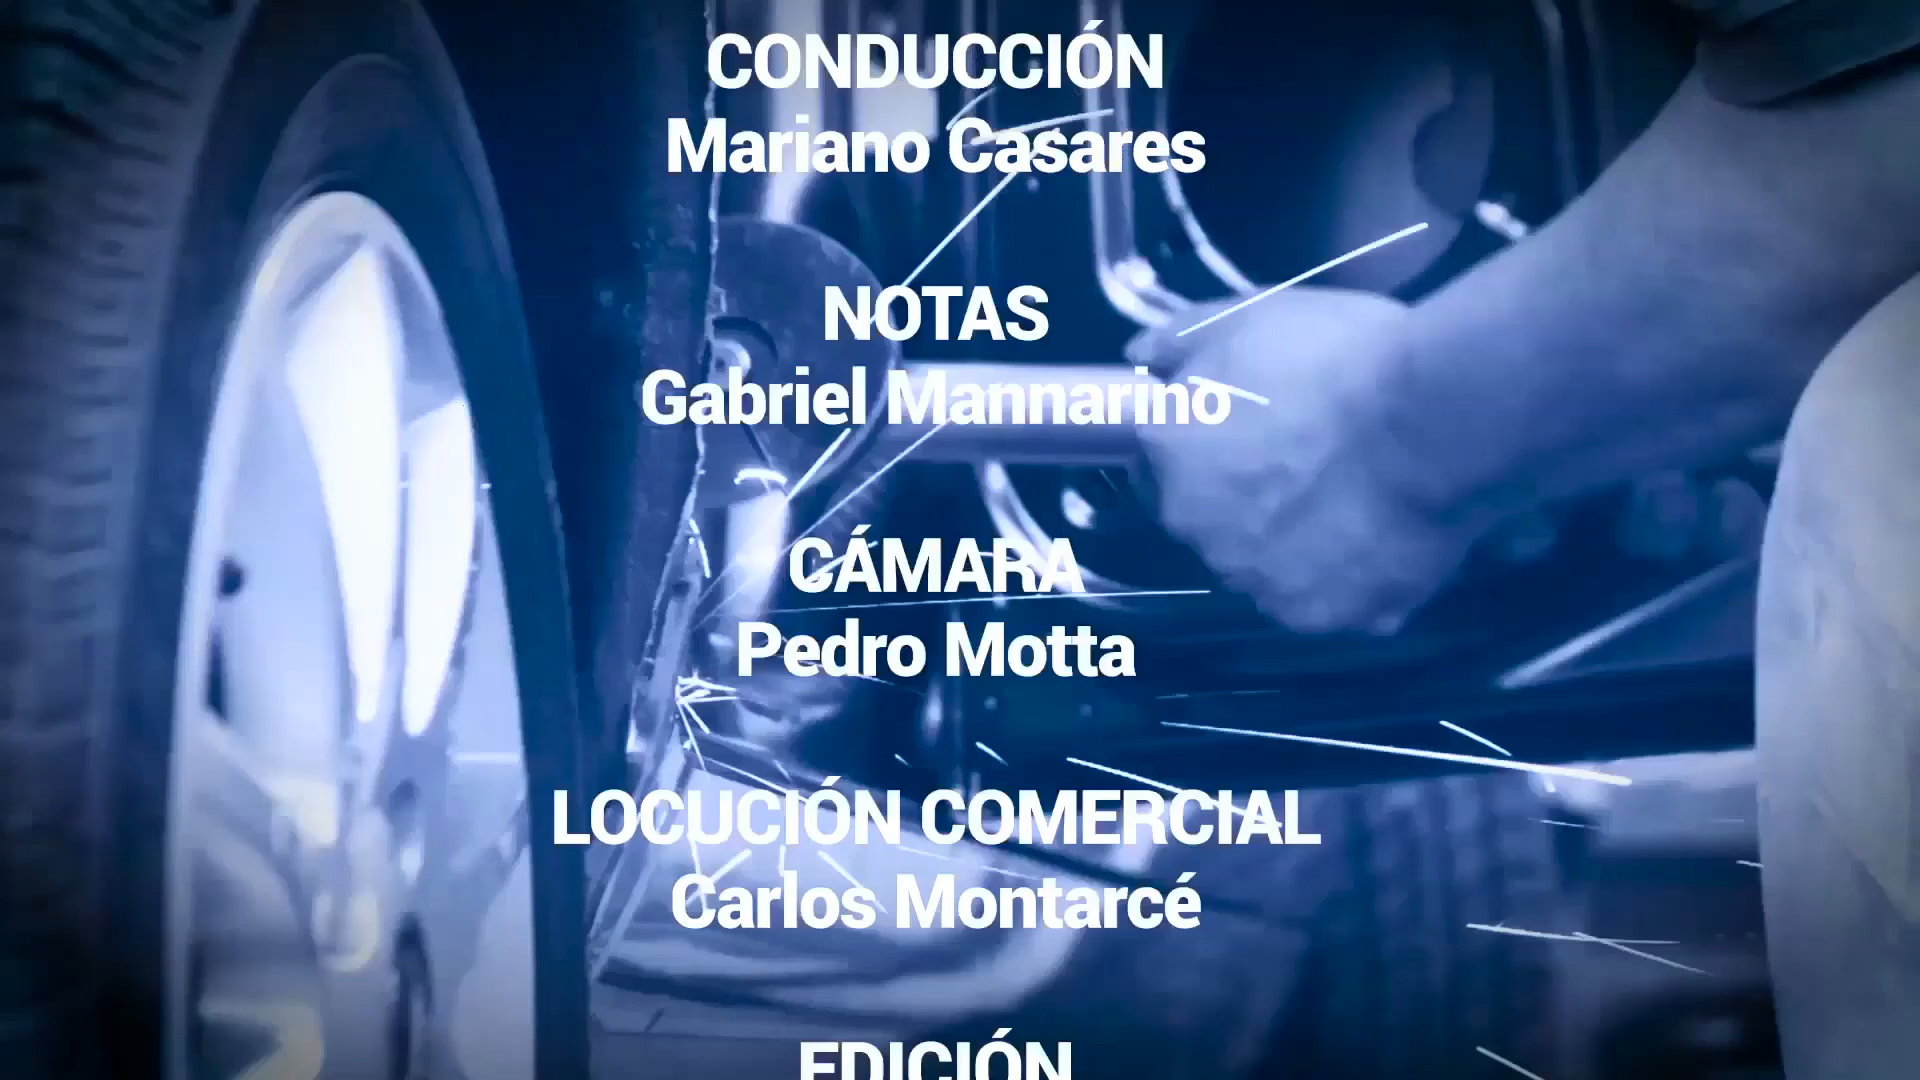 CONDUCCIÓN
Mariano Casares
NOTAS
Gabriel Mannarino
CÁMARA
Pedro Motta
LOCUCIÓN COMERCIAL
Carlos Montarcé
EDICIÓN